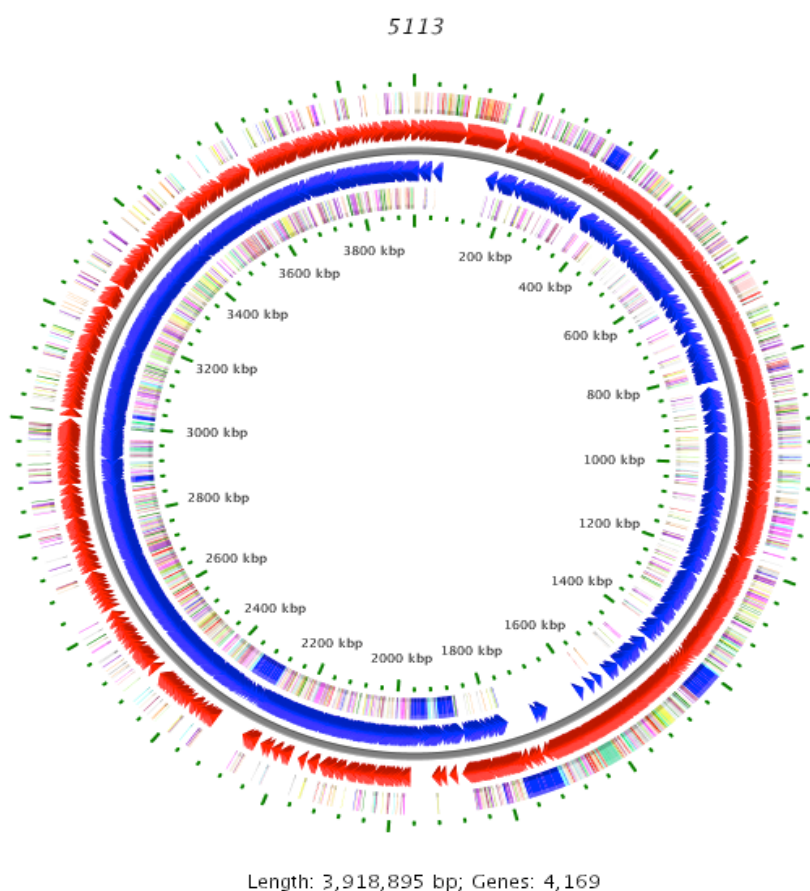 5113
200 kbp
400 kbp
600 kbp
800 kbp
1000 kbp
1200 kbp
1400 kbp
1600 kbp
1800 kbp
2000 kbp
2200 kbp
2400 kbp
2600 kbp
2800 kbp
3000 kbp
3200 kbp
3400 kbp
3600 kbp
3800 kbp
Length: 3,918,895 bp; Genes: 4,169